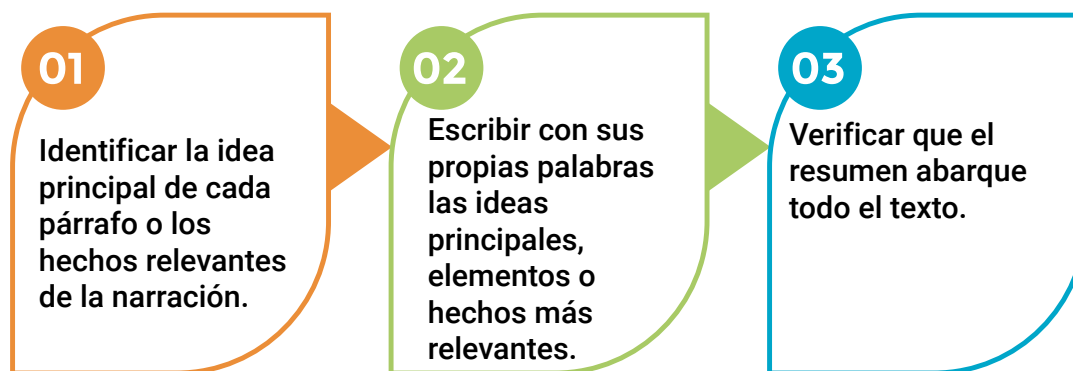 01
Identificar la idea
principal de cada
párrafo o los
hechos relevantes
de la narración.
02
Escribir con sus
propias palabras
las ideas
principales,
elementos o
hechos más
relevantes.
03
Verificar que el
resumen abarque
todo el texto.